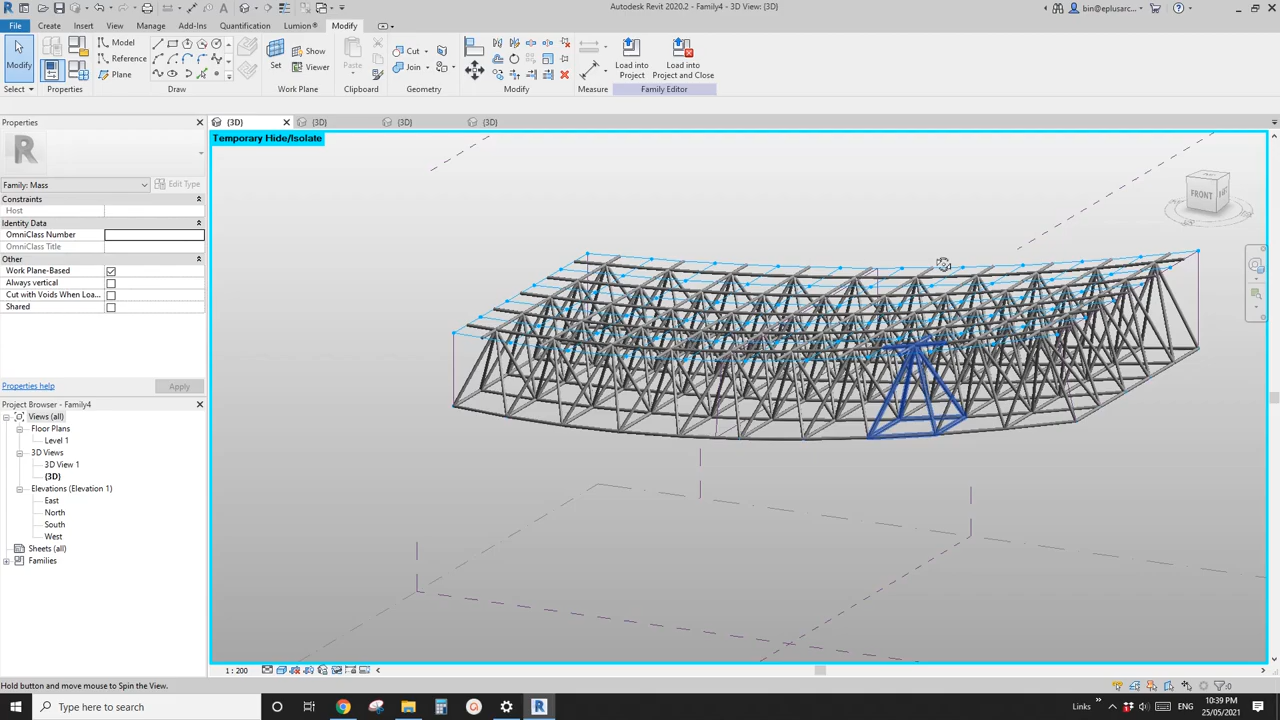 Autodesk Revit 2020.2 - Family4 - 3D View: {3D}
bin@eplusarc...
File Create Insert View Manage Add-Ins Quantification Lumion® Modify
Modify
Model
Reference
Plane
Set
Show
Viewer
Paste
Cut
Join
Load into Project
Load into Project and Close
Select Properties Draw Work Plane Clipboard Geometry Modify Measure Family Editor
Properties
{3D} {3D} {3D} {3D}
Temporary Hide/Isolate
Family: Mass Edit Type
Constraints
Host
Identity Data
OmniClass Number
OmniClass Title
Other
Work Plane-Based
Always vertical
Cut with Voids When Loa...
Shared
Properties help Apply
FRONT
Project Browser - Family4
Views (all)
Floor Plans
Level 1
3D Views
3D View 1
{3D}
Elevations (Elevation 1)
East
North
South
West
Sheets (all)
Families
1 : 200
Hold button and move mouse to Spin the View.
:0
Type here to search
Links
ENG
10:39 PM
25/05/2021